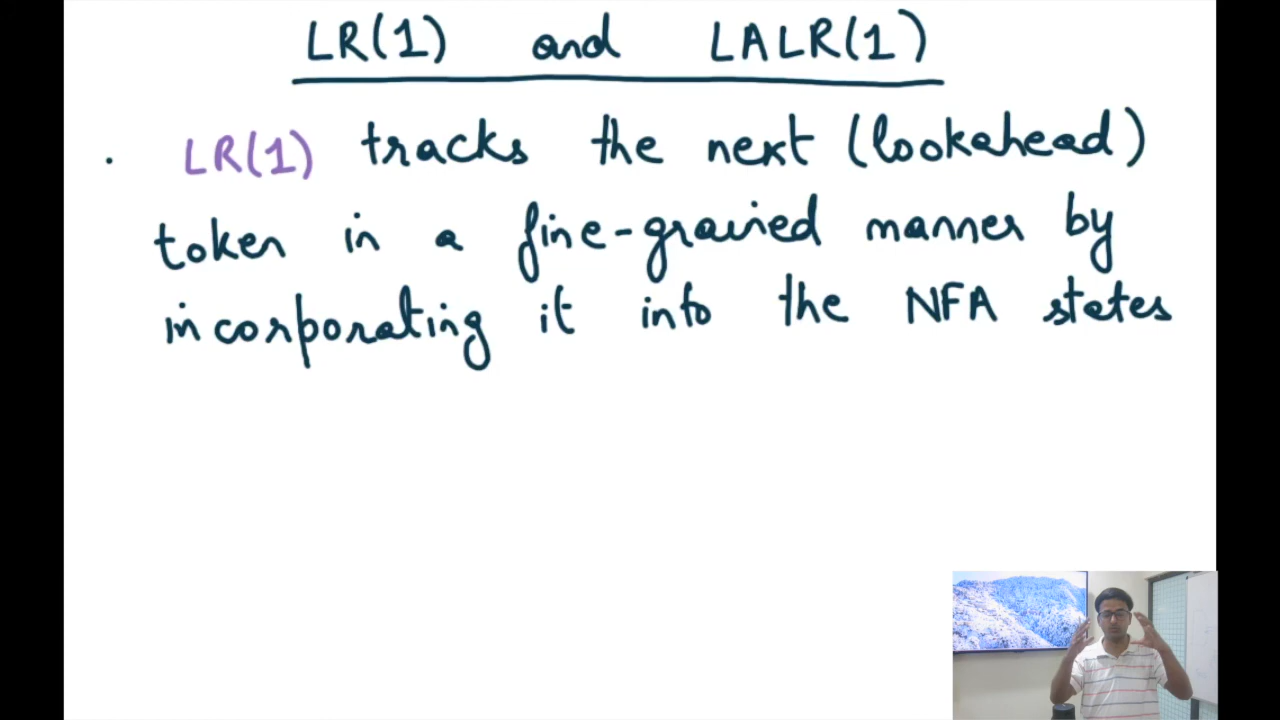 LR(1) and LALR(1)
• LR(1) tracks the next (lookahead)
token in a fine-grained manner by
incorporating it into the NFA states